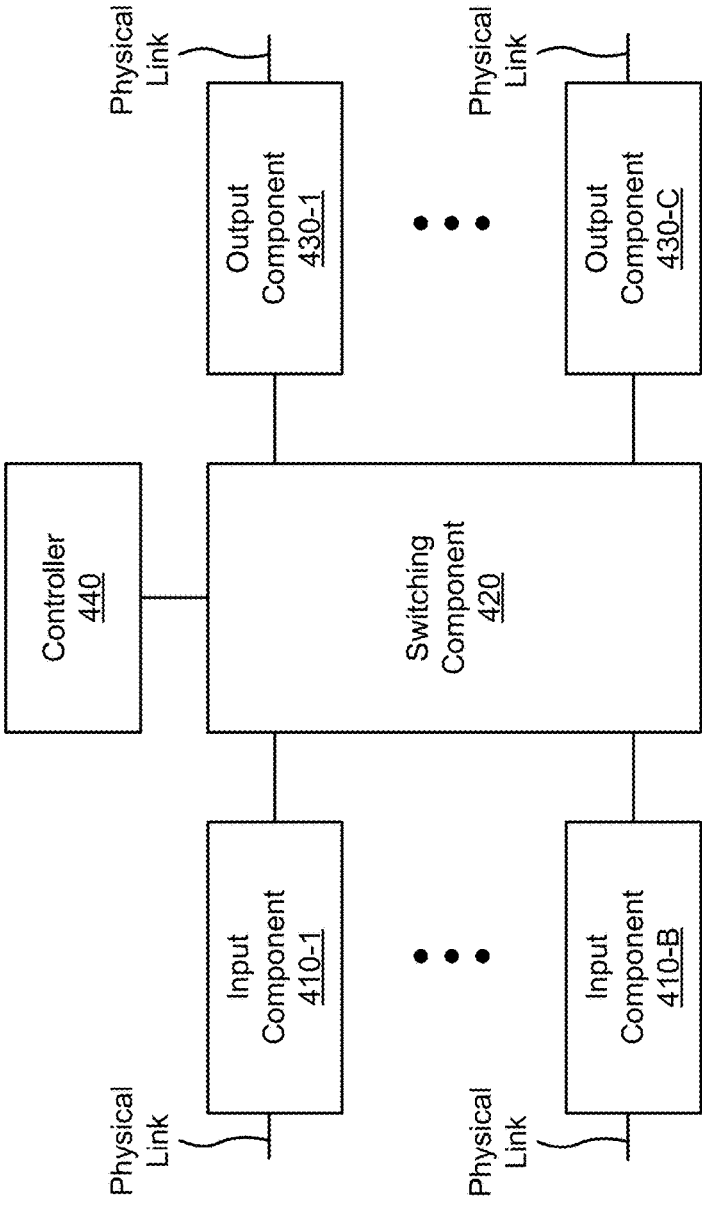 Controller
440
Physical
Link
Input
Component
410-1
Switching
Component
420
Output
Component
430-1
Physical
Link
Physical
Link
Input
Component
410-B
Output
Component
430-C
Physical
Link